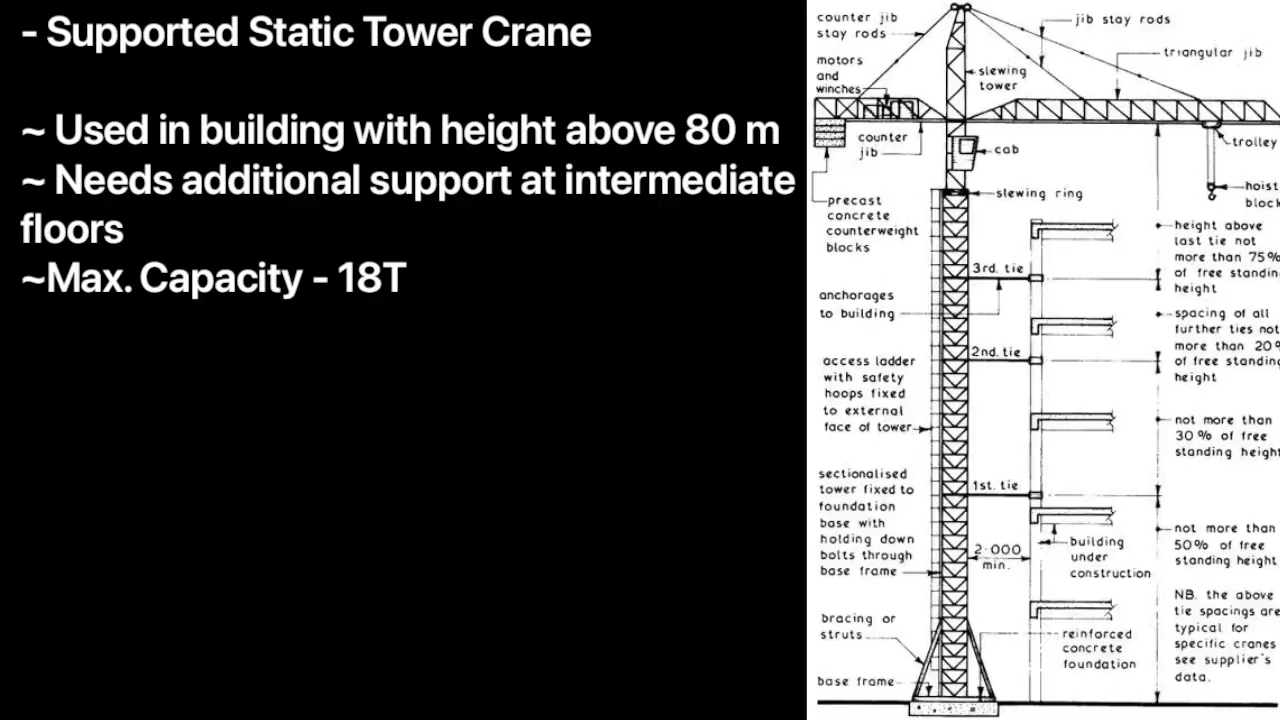 - Supported Static Tower Crane
~ Used in building with height above 80 m
~ Needs additional support at intermediate
floors
~Max. Capacity - 18T
counter jib
stay rods
jib stay rods
triangular jib
motors
and
winches
slewing
tower
counter
jib
cab
trolley
slewing ring
hoist
block
precast
concrete
counterweight
blocks
height above
last tie not
more than 75%
of free standing
height
3rd. tie
anchorages
to building
spacing of all
further ties not
more than 20%
of free standing
height
2nd. tie
access ladder
with safety
hoops fixed
to external
face of tower
not more than
30% of free
standing height
sectionalised
tower fixed to
foundation
base with
holding down
bolts through
base frame
1st. tie
2·000
min.
building
under
construction
not more than
50% of free
standing height
NB. the above
tie spacings are
typical for
specific cranes
see supplier's
data.
bracing or
struts
reinforced
concrete
foundation
base frame